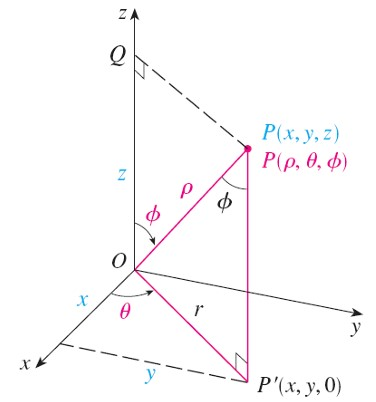 z
Q
P(x, y, z)
P(ρ, θ, ϕ)
z
ρ
ϕ
ϕ
O
x
θ
r
y
x
y
P′(x, y, 0)